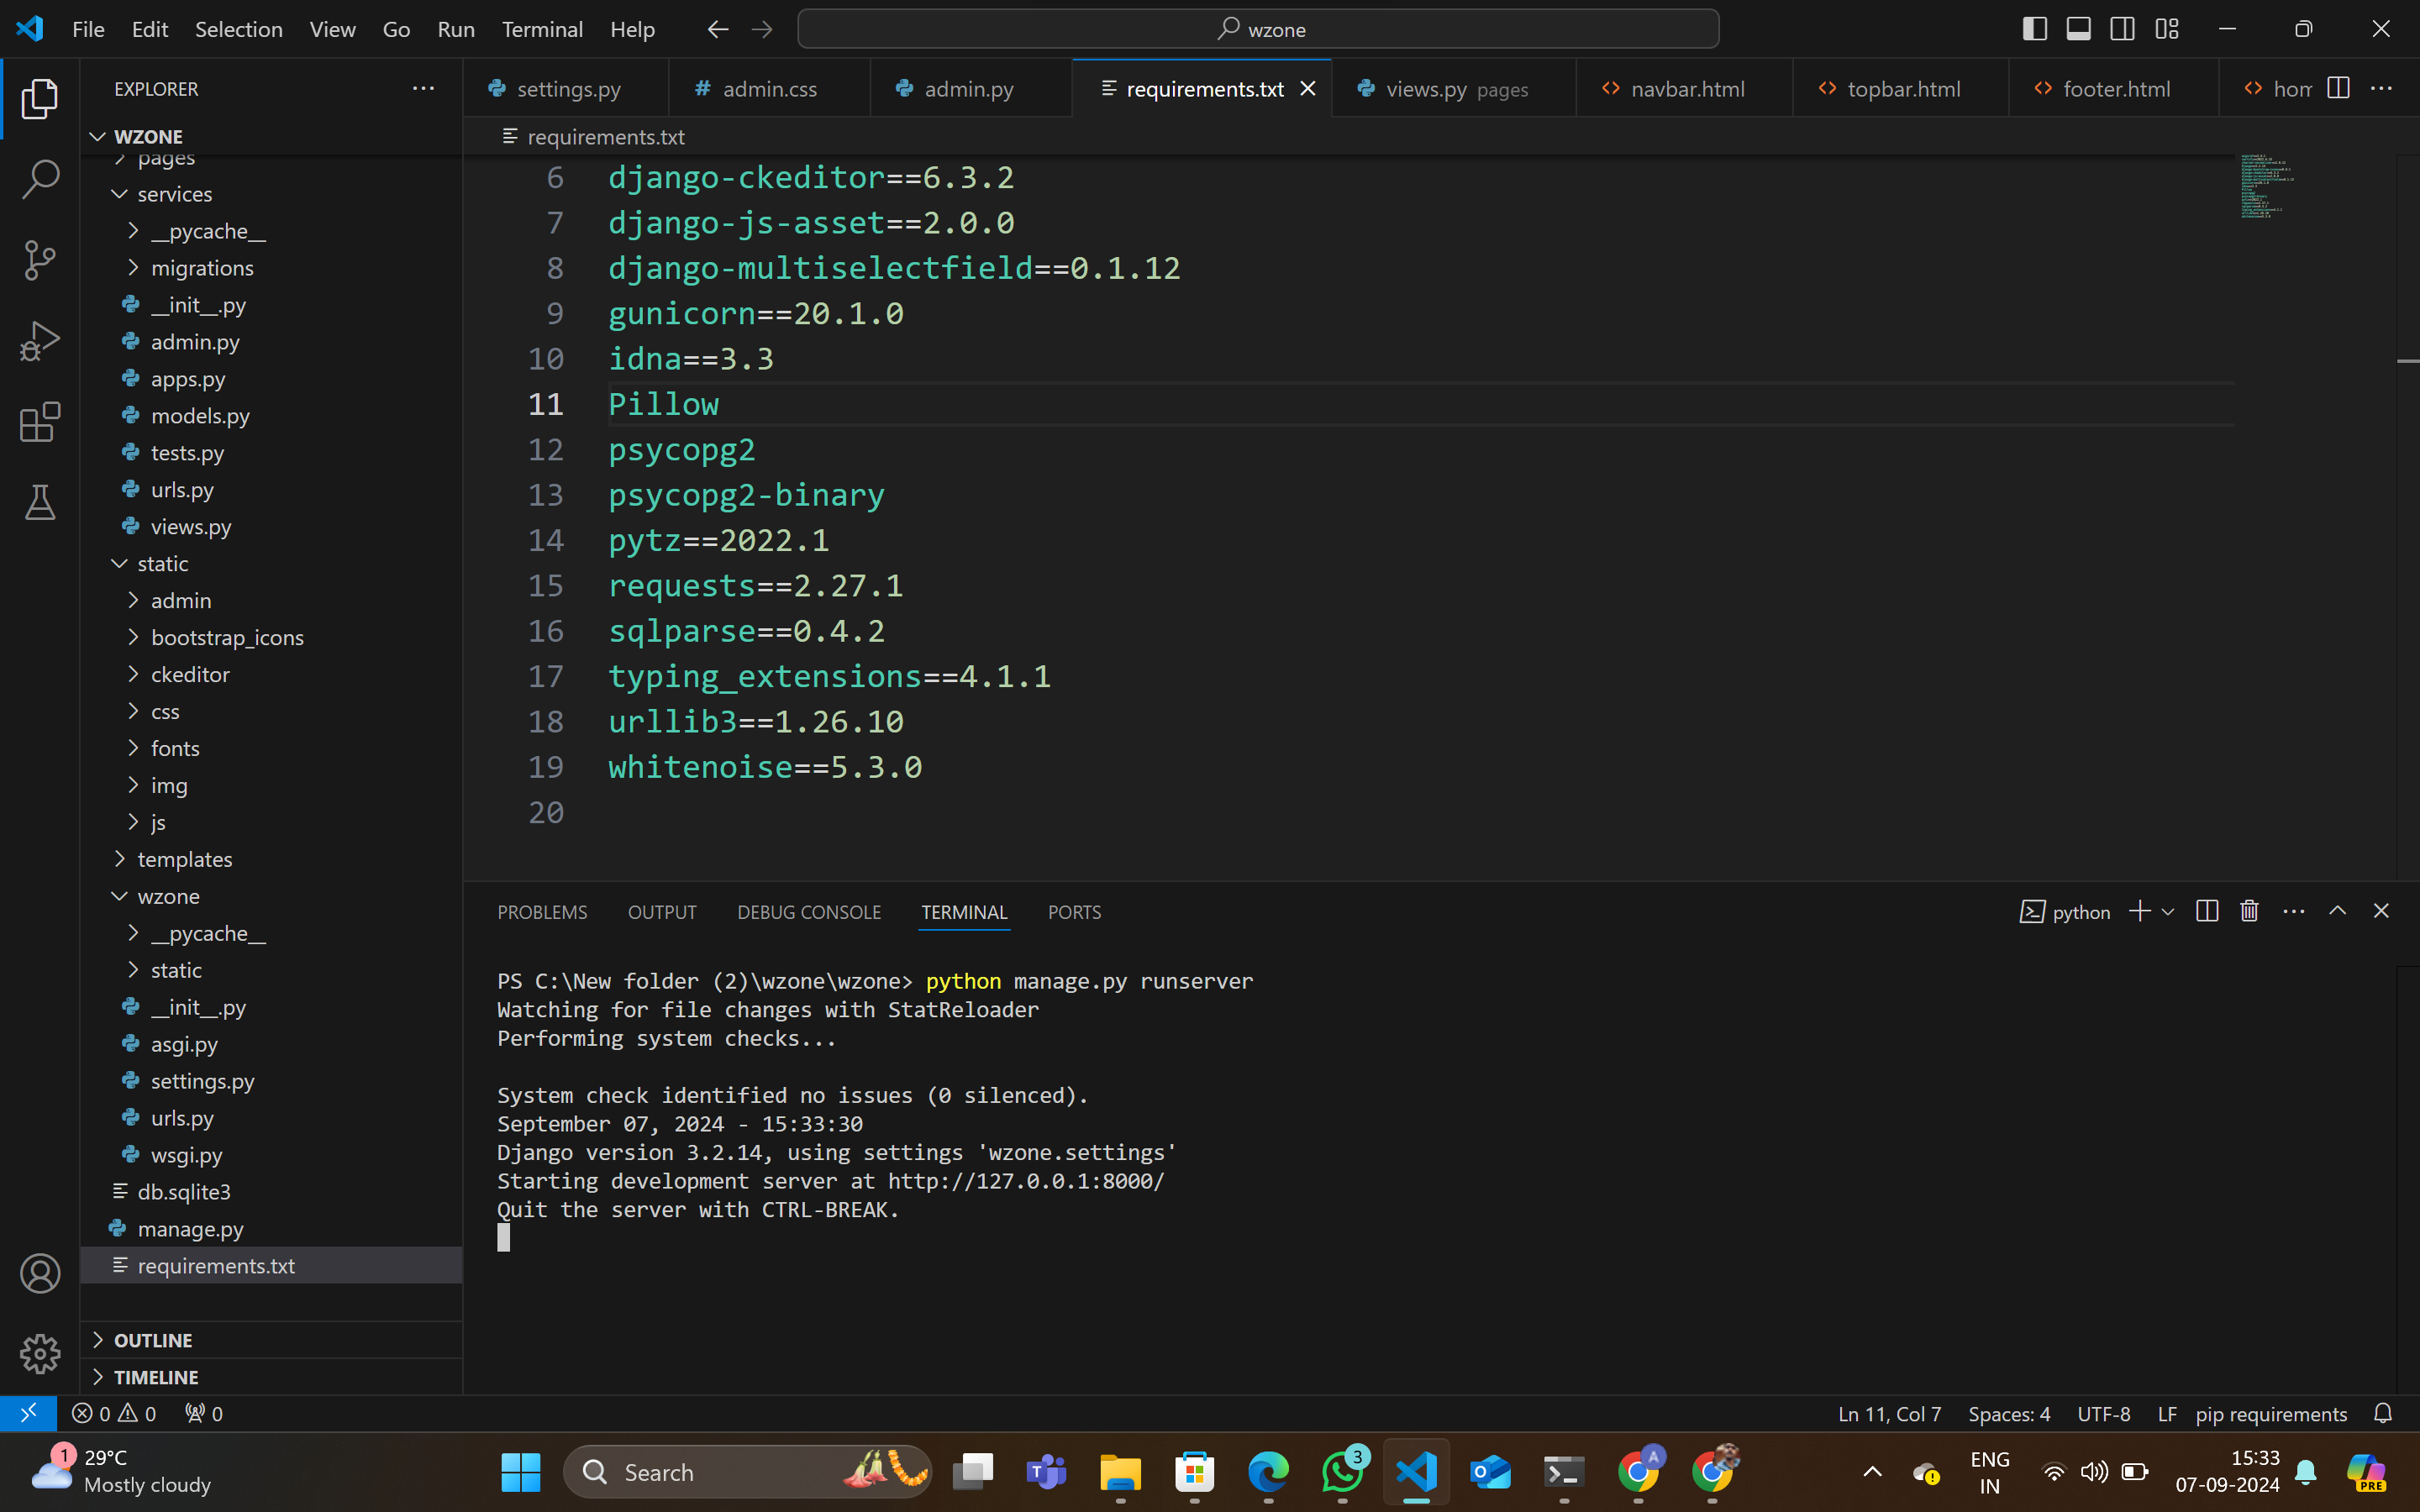 File Edit Selection View Go Run Terminal Help
wzone
EXPLORER
settings.py
admin.css
admin.py
requirements.txt
views.py pages
navbar.html
topbar.html
footer.html
hom
WZONE
requirements.txt
pages
services
__pycache__
migrations
__init__.py
admin.py
apps.py
models.py
tests.py
urls.py
views.py
static
admin
bootstrap_icons
ckeditor
css
fonts
img
js
templates
wzone
__pycache__
static
__init__.py
asgi.py
settings.py
urls.py
wsgi.py
db.sqlite3
manage.py
requirements.txt
OUTLINE
TIMELINE
6 django-ckeditor==6.3.2
7 django-js-asset==2.0.0
8 django-multiselectfield==0.1.12
9 gunicorn==20.1.0
10 idna==3.3
11 Pillow
12 psycopg2
13 psycopg2-binary
14 pytz==2022.1
15 requests==2.27.1
16 sqlparse==0.4.2
17 typing_extensions==4.1.1
18 urllib3==1.26.10
19 whitenoise==5.3.0
20
PROBLEMS OUTPUT DEBUG CONSOLE TERMINAL PORTS
python
PS C:\New folder (2)\wzone\wzone> python manage.py runserver
Watching for file changes with StatReloader
Performing system checks...
System check identified no issues (0 silenced).
September 07, 2024 - 15:33:30
Django version 3.2.14, using settings 'wzone.settings'
Starting development server at http://127.0.0.1:8000/
Quit the server with CTRL-BREAK.
0 0 0
Ln 11, Col 7 Spaces: 4 UTF-8 LF pip requirements
1
29°C
Mostly cloudy
Search
T
3
O
A
ENG
IN
15:33
07-09-2024
PRE